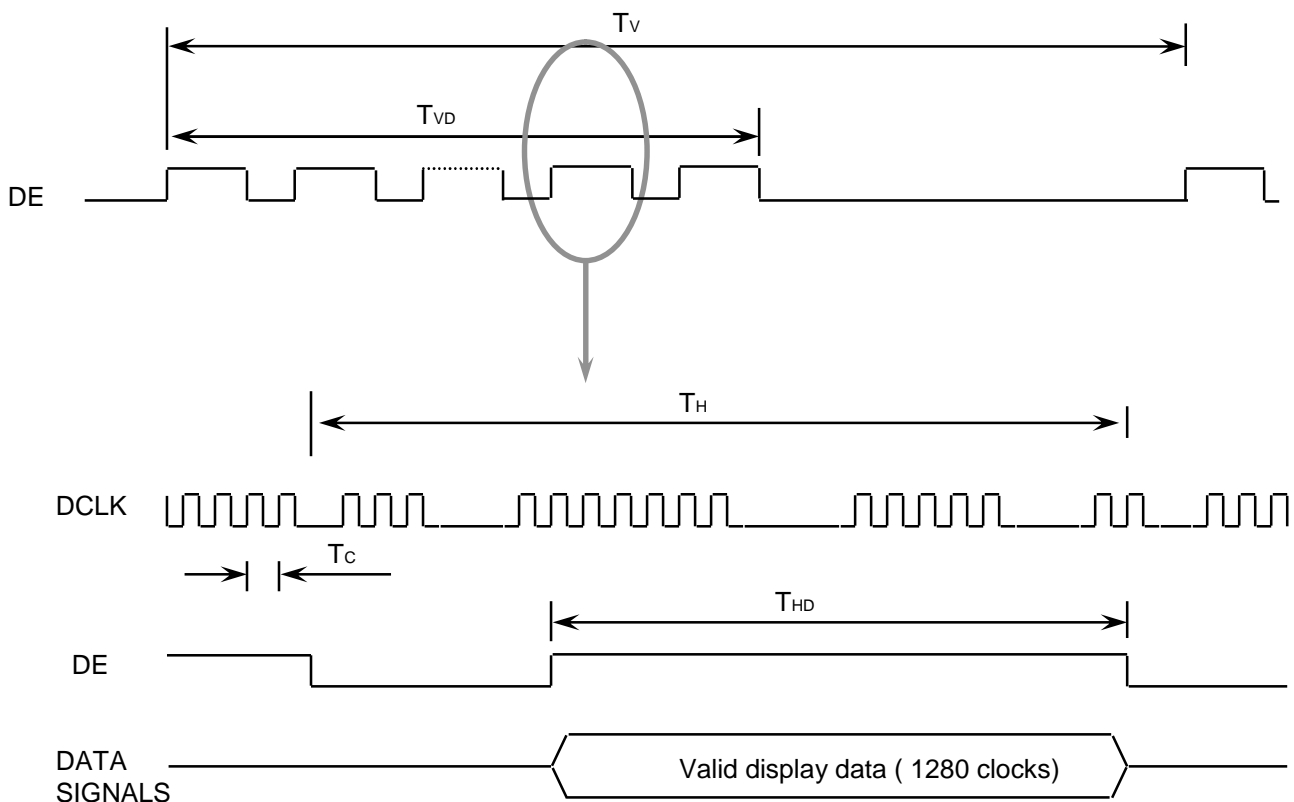 TV
TVD
DE
TH
DCLK
TC
THD
DE
DATA
SIGNALS
Valid display data ( 1280 clocks)